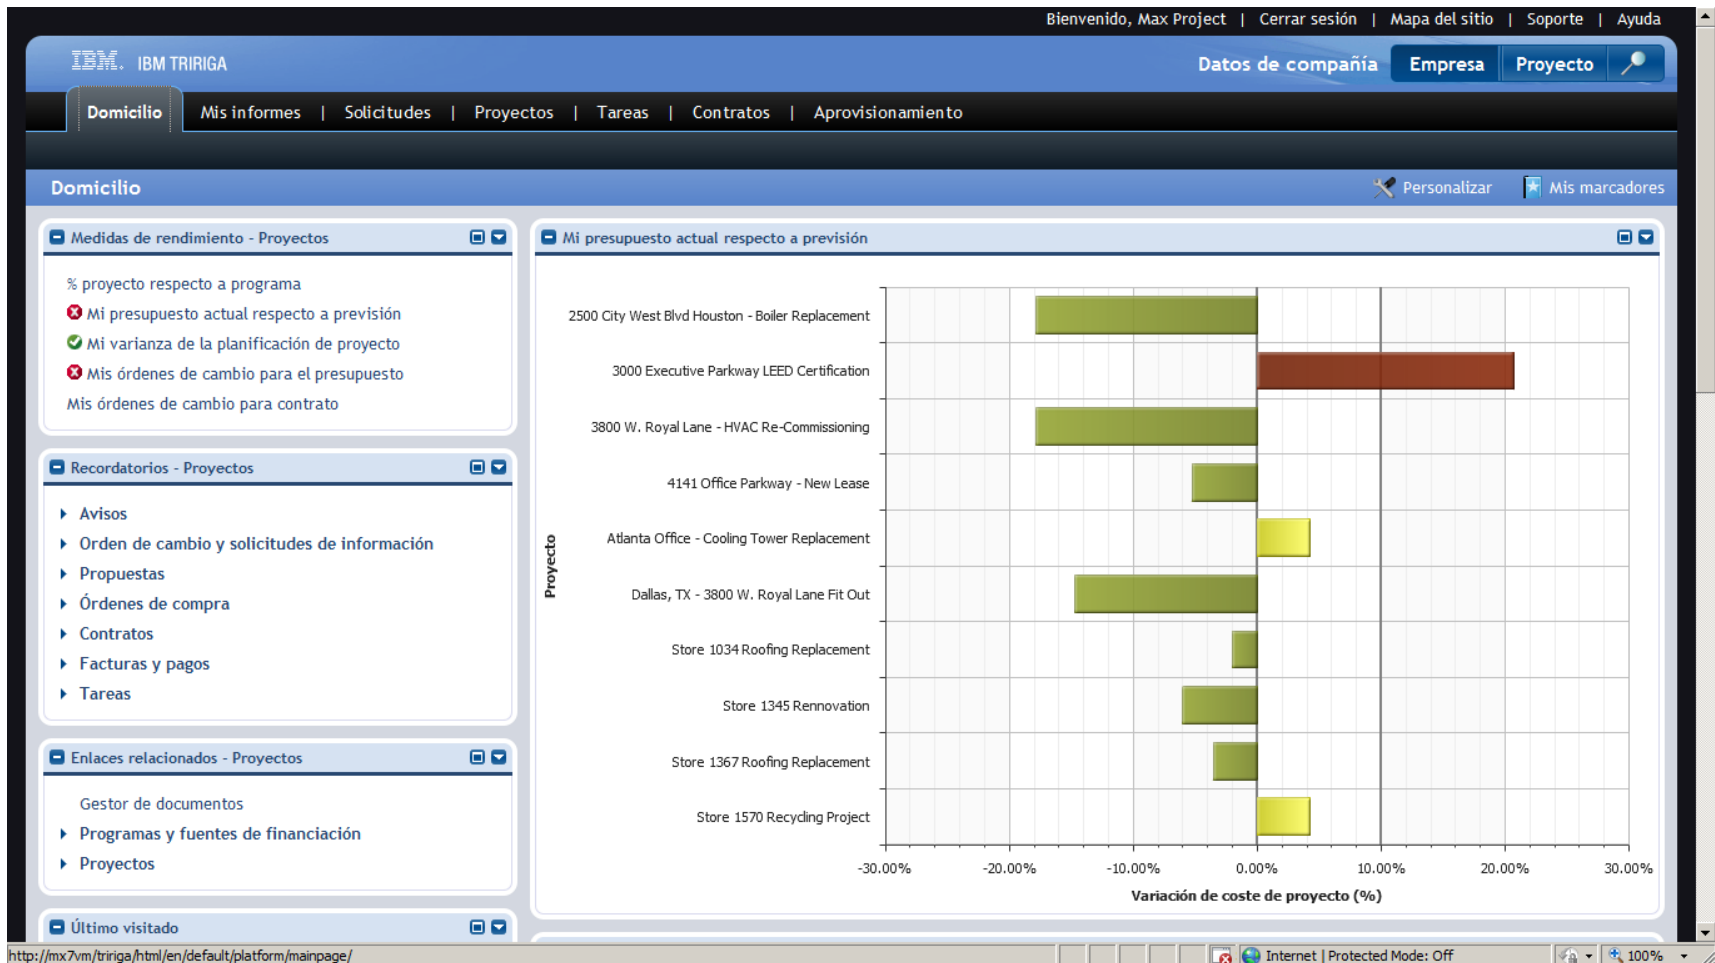 Bienvenido, Max Project | Cerrar sesión | Mapa del sitio | Soporte | Ayuda
IBM. IBM TRIRIGA
Datos de compañía Empresa Proyecto
Domicilio Mis informes | Solicitudes | Proyectos | Tareas | Contratos | Aprovisionamiento
Domicilio
Personalizar Mis marcadores
Medidas de rendimiento - Proyectos
% proyecto respecto a programa
Mi presupuesto actual respecto a previsión
Mi varianza de la planificación de proyecto
Mis órdenes de cambio para el presupuesto
Mis órdenes de cambio para contrato
Recordatorios - Proyectos
Avisos
Orden de cambio y solicitudes de información
Propuestas
Órdenes de compra
Contratos
Facturas y pagos
Tareas
Enlaces relacionados - Proyectos
Gestor de documentos
Programas y fuentes de financiación
Proyectos
Último visitado
Mi presupuesto actual respecto a previsión
Proyecto
2500 City West Blvd Houston - Boiler Replacement
3000 Executive Parkway LEED Certification
3800 W. Royal Lane - HVAC Re-Commissioning
4141 Office Parkway - New Lease
Atlanta Office - Cooling Tower Replacement
Dallas, TX - 3800 W. Royal Lane Fit Out
Store 1034 Roofing Replacement
Store 1345 Rennovation
Store 1367 Roofing Replacement
Store 1570 Recycling Project
-30.00% -20.00% -10.00% 0.00% 10.00% 20.00% 30.00%
Variación de coste de proyecto (%)
http://mx7vm/tririga/html/en/default/platform/mainpage/
Internet | Protected Mode: Off
100%